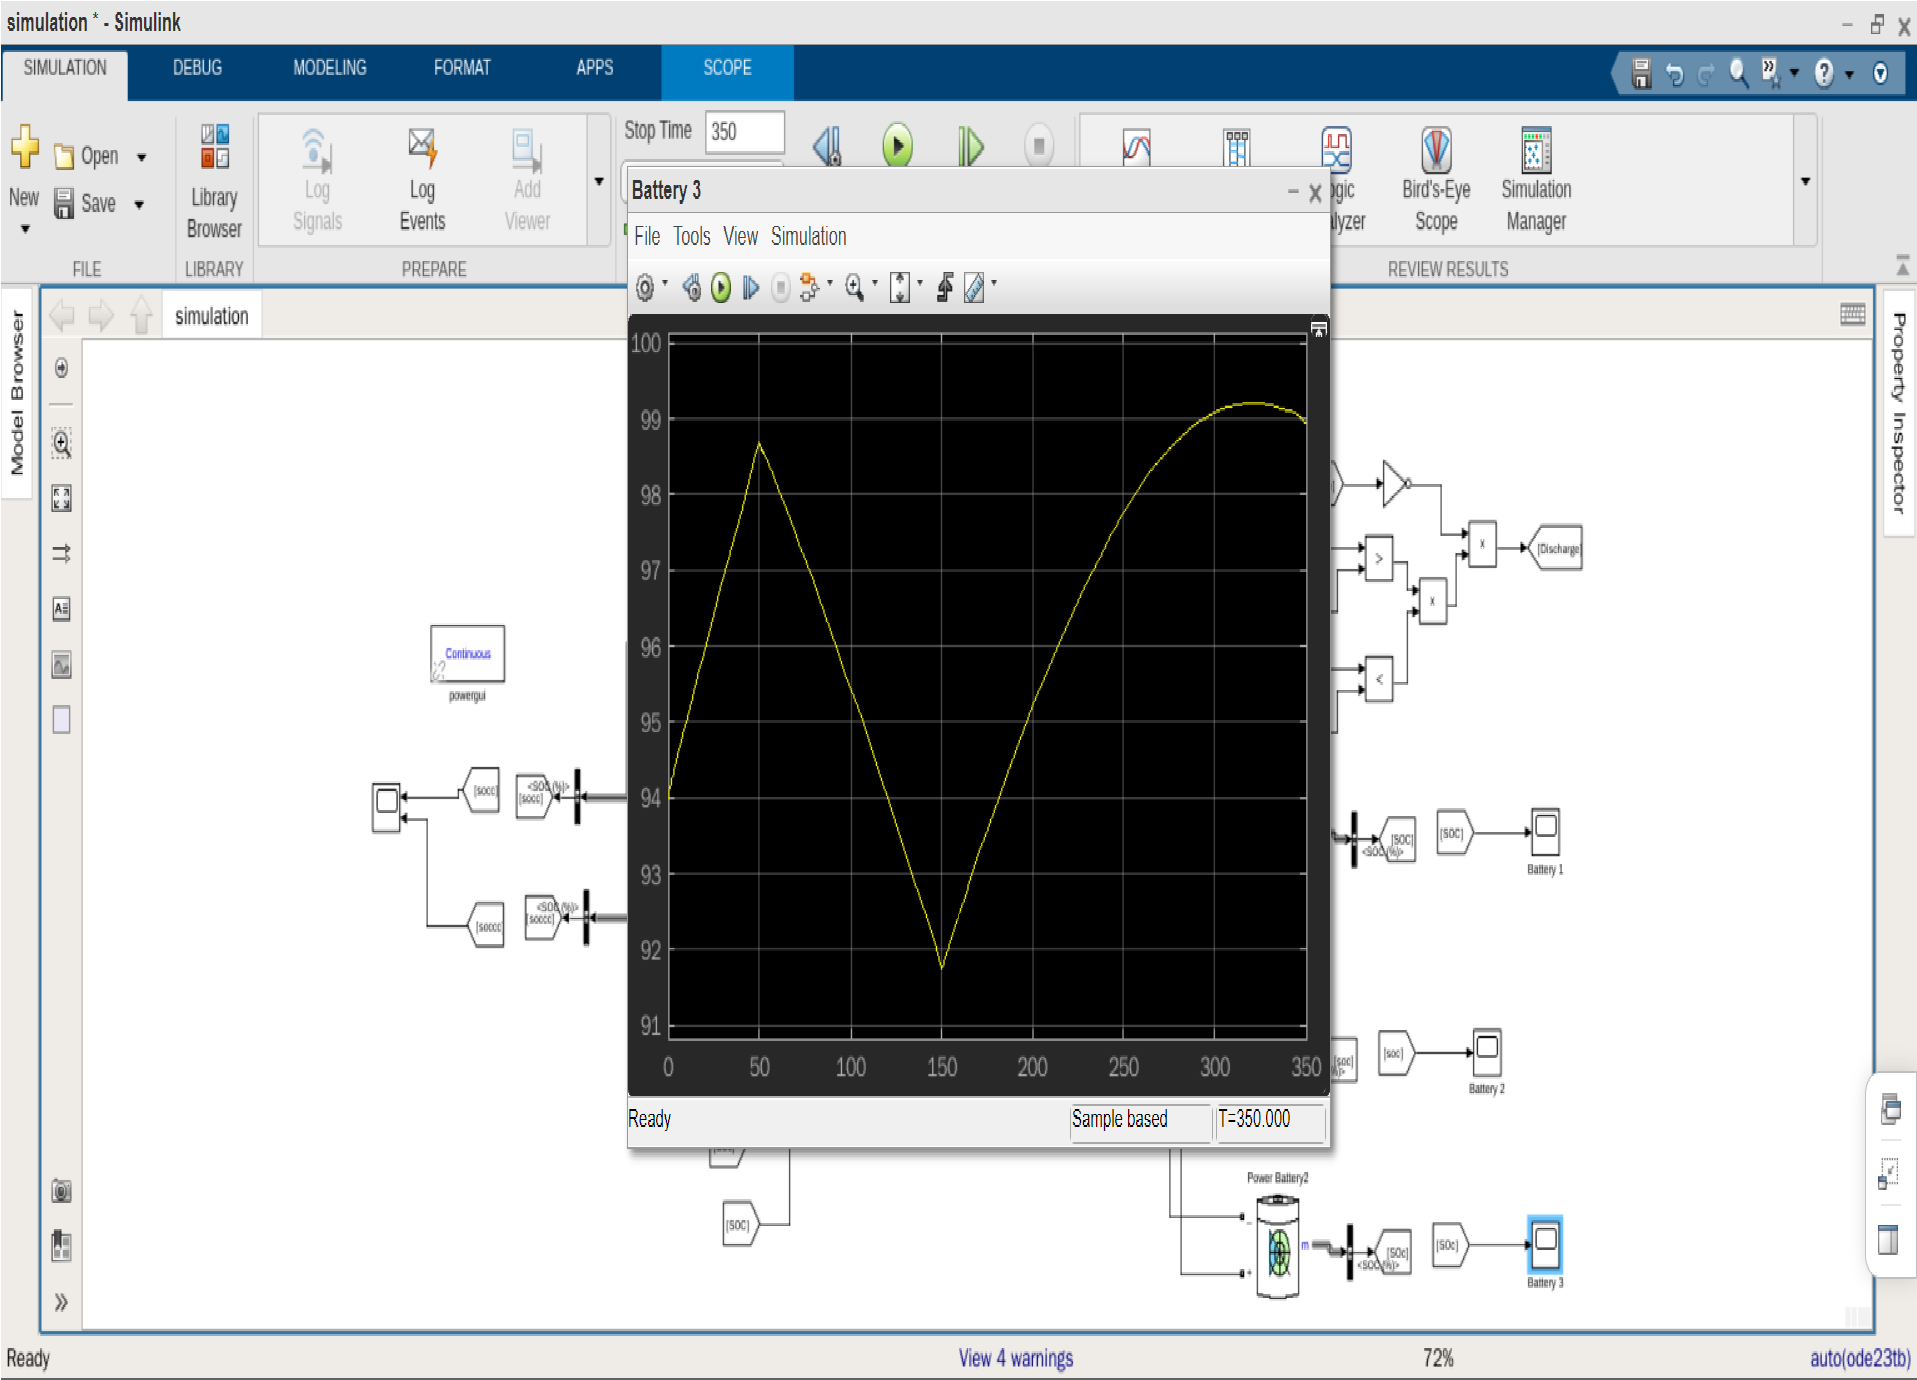 simulation * - Simulink
SIMULATION DEBUG MODELING FORMAT APPS SCOPE
New
Open
Save
FILE
Library
Browser
LIBRARY
Log
Signals
Log
Events
Add
Viewer
PREPARE
Stop Time 350
Bird's-Eye
Scope
Simulation
Manager
REVIEW RESULTS
Model Browser
simulation
Property Inspector
Battery 3
File Tools View Simulation
100
99
98
97
96
95
94
93
92
91
0 50 100 150 200 250 300 350
Ready Sample based T=350.000
Continuous
powergui
[socc]
<SOC (%)>
[socc]
[soccc]
<SOC (%)>
[soccc]
>
x
x
<
[Discharge]
[SOC]
<SOC (%)>
[SOC]
Battery 1
[soc]
[soc]
Battery 2
[SOC]
Power Battery2
m
[SOc]
<SOC (%)>
[SOc]
Battery 3
Ready View 4 warnings 72% auto(ode23tb)